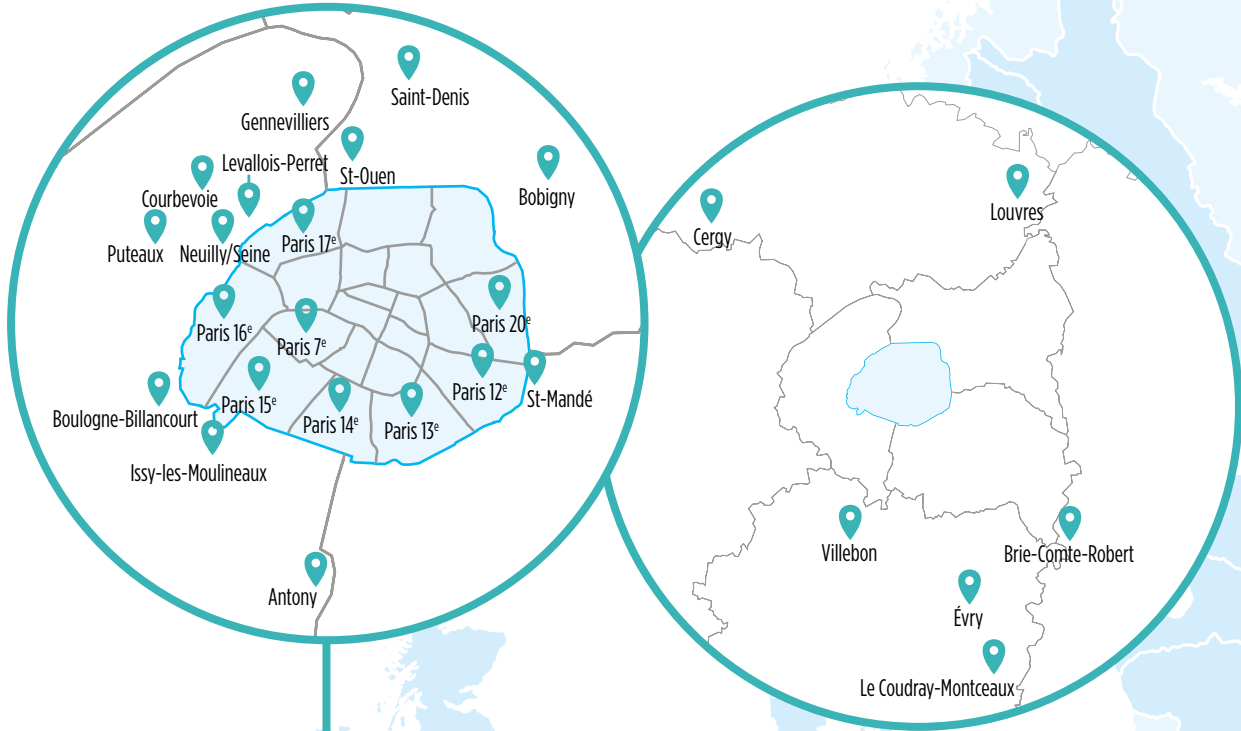 Saint-Denis
Gennevilliers
Levallois-Perret
St-Ouen
Courbevoie
Bobigny
Puteaux
Neuilly/Seine
Paris 17e
Paris 16e
Paris 7e
Paris 20e
Paris 12e
St-Mandé
Boulogne-Billancourt
Paris 15e
Paris 14e
Paris 13e
Issy-les-Moulineaux
Antony
Louvres
Cergy
Villebon
Brie-Comte-Robert
Évry
Le Coudray-Montceaux